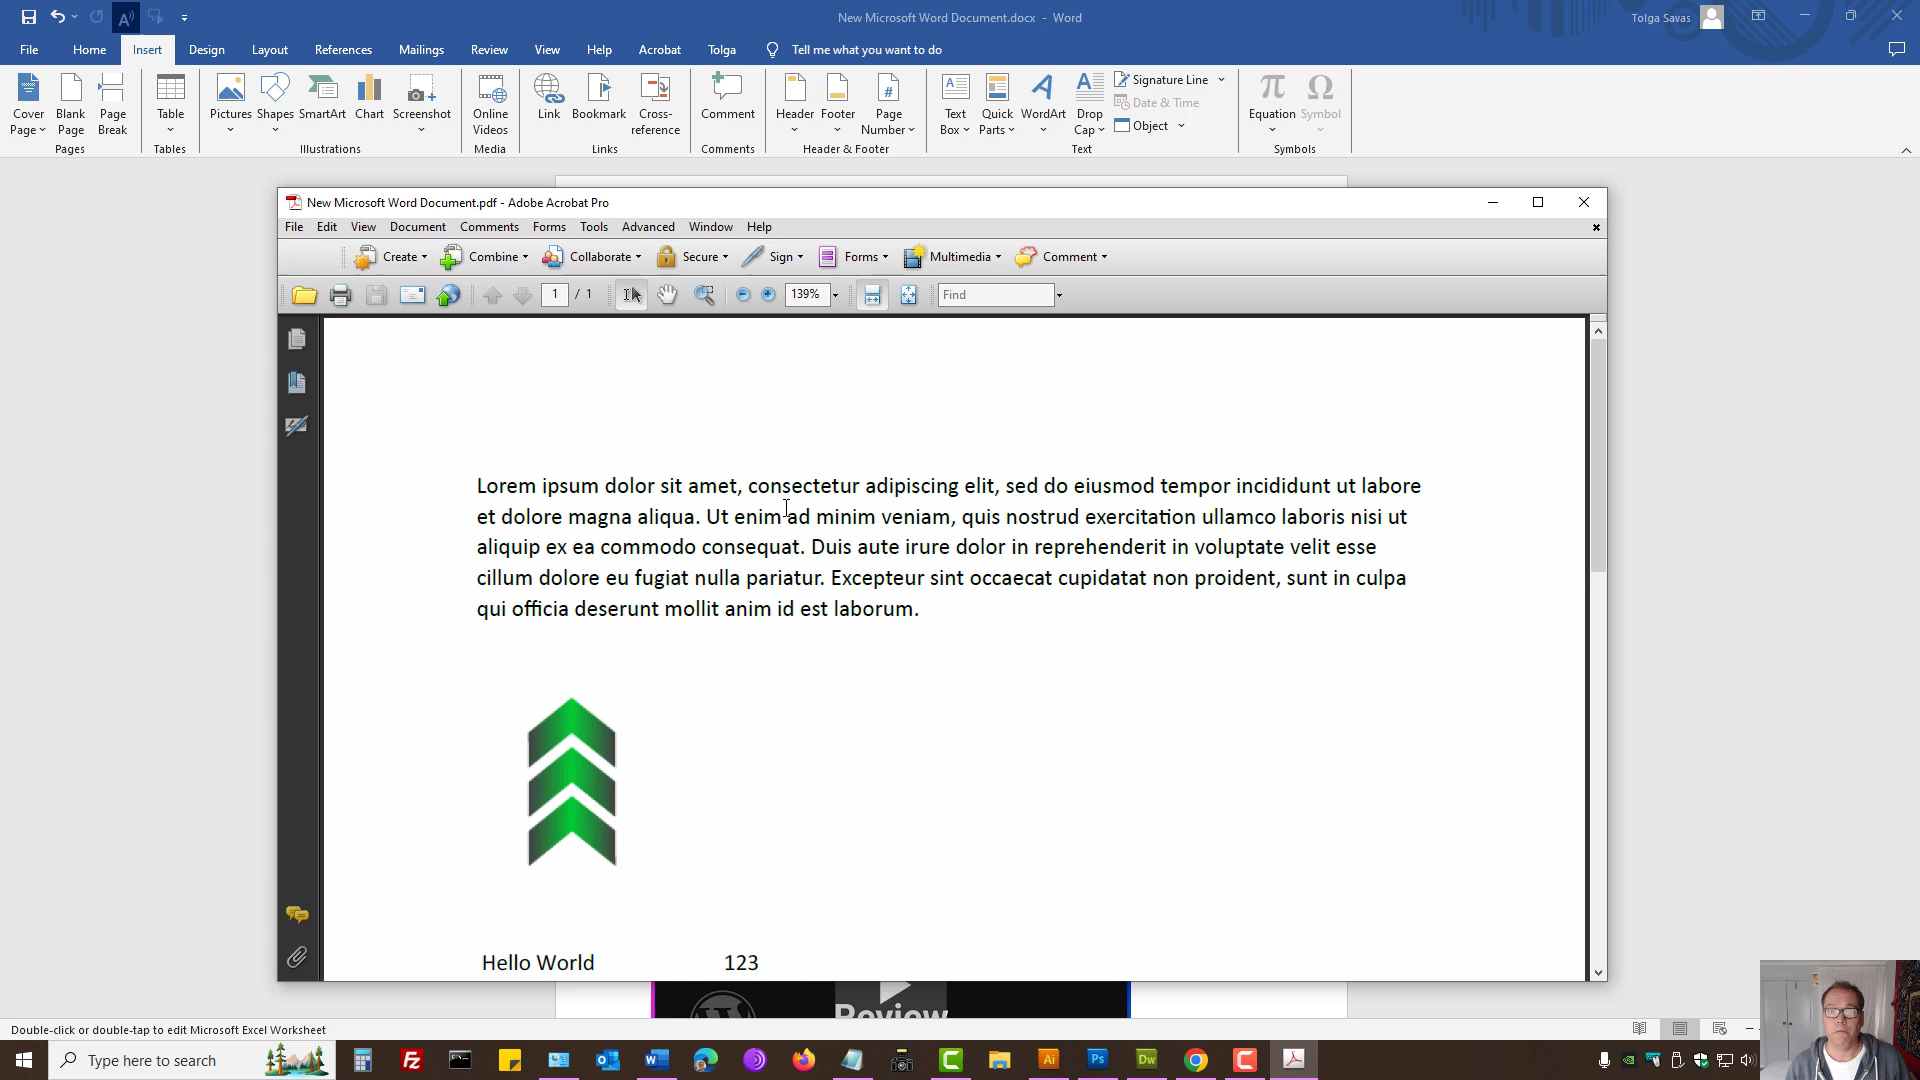 New Microsoft Word Document.docx - Word
Tolga Savas
File Home Insert Design Layout References Mailings Review View Help Acrobat Tolga Tell me what you want to do
Cover Page
Blank Page
Page Break
Pages
Table
Tables
Pictures
Shapes
SmartArt
Chart
Screenshot
Illustrations
Online Videos
Media
Link
Bookmark
Cross-reference
Links
Comment
Comments
Header
Footer
Page Number
Header & Footer
Text Box
Quick Parts
WordArt
Drop Cap
Signature Line
Date & Time
Object
Text
Equation
Symbol
Symbols
New Microsoft Word Document.pdf - Adobe Acrobat Pro
File Edit View Document Comments Forms Tools Advanced Window Help
Create Combine Collaborate Secure Sign Forms Multimedia Comment
1 / 1 139% Find
Lorem ipsum dolor sit amet, consectetur adipiscing elit, sed do eiusmod tempor incididunt ut labore
et dolore magna aliqua. Ut enim ad minim veniam, quis nostrud exercitation ullamco laboris nisi ut
aliquip ex ea commodo consequat. Duis aute irure dolor in reprehenderit in voluptate velit esse
cillum dolore eu fugiat nulla pariatur. Excepteur sint occaecat cupidatat non proident, sunt in culpa
qui officia deserunt mollit anim id est laborum.
Hello World 123
Review
Double-click or double-tap to edit Microsoft Excel Worksheet
Type here to search
Fz
Ai
Ps
Dw